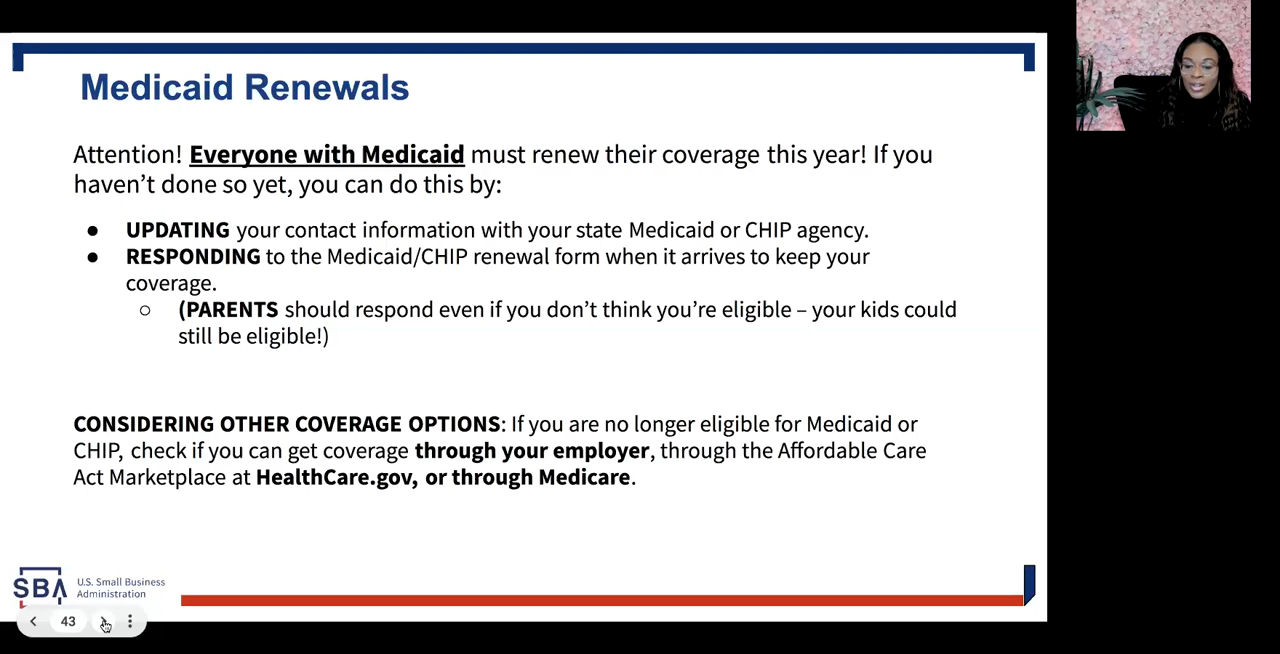 Medicaid Renewals
Attention! Everyone with Medicaid must renew their coverage this year! If you
haven’t done so yet, you can do this by:
● UPDATING your contact information with your state Medicaid or CHIP agency.
● RESPONDING to the Medicaid/CHIP renewal form when it arrives to keep your
coverage.
○ (PARENTS should respond even if you don’t think you’re eligible – your kids could
still be eligible!)
CONSIDERING OTHER COVERAGE OPTIONS: If you are no longer eligible for Medicaid or
CHIP, check if you can get coverage through your employer, through the Affordable Care
Act Marketplace at HealthCare.gov, or through Medicare.
SBA
U.S. Small Business
Administration
43